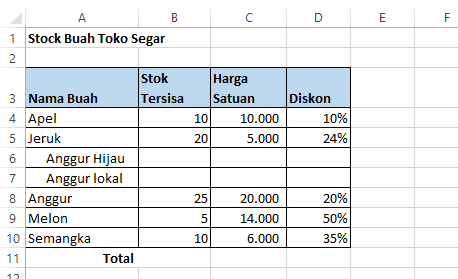 A B C D E F
1 Stock Buah Toko Segar
2
Stok Harga
3 Nama Buah Tersisa Satuan Diskon
4 Apel 10 10.000 10%
5 Jeruk 20 5.000 24%
6 Anggur Hijau
7 Anggur lokal
8 Anggur 25 20.000 20%
9 Melon 5 14.000 50%
10 Semangka 10 6.000 35%
11 Total
12